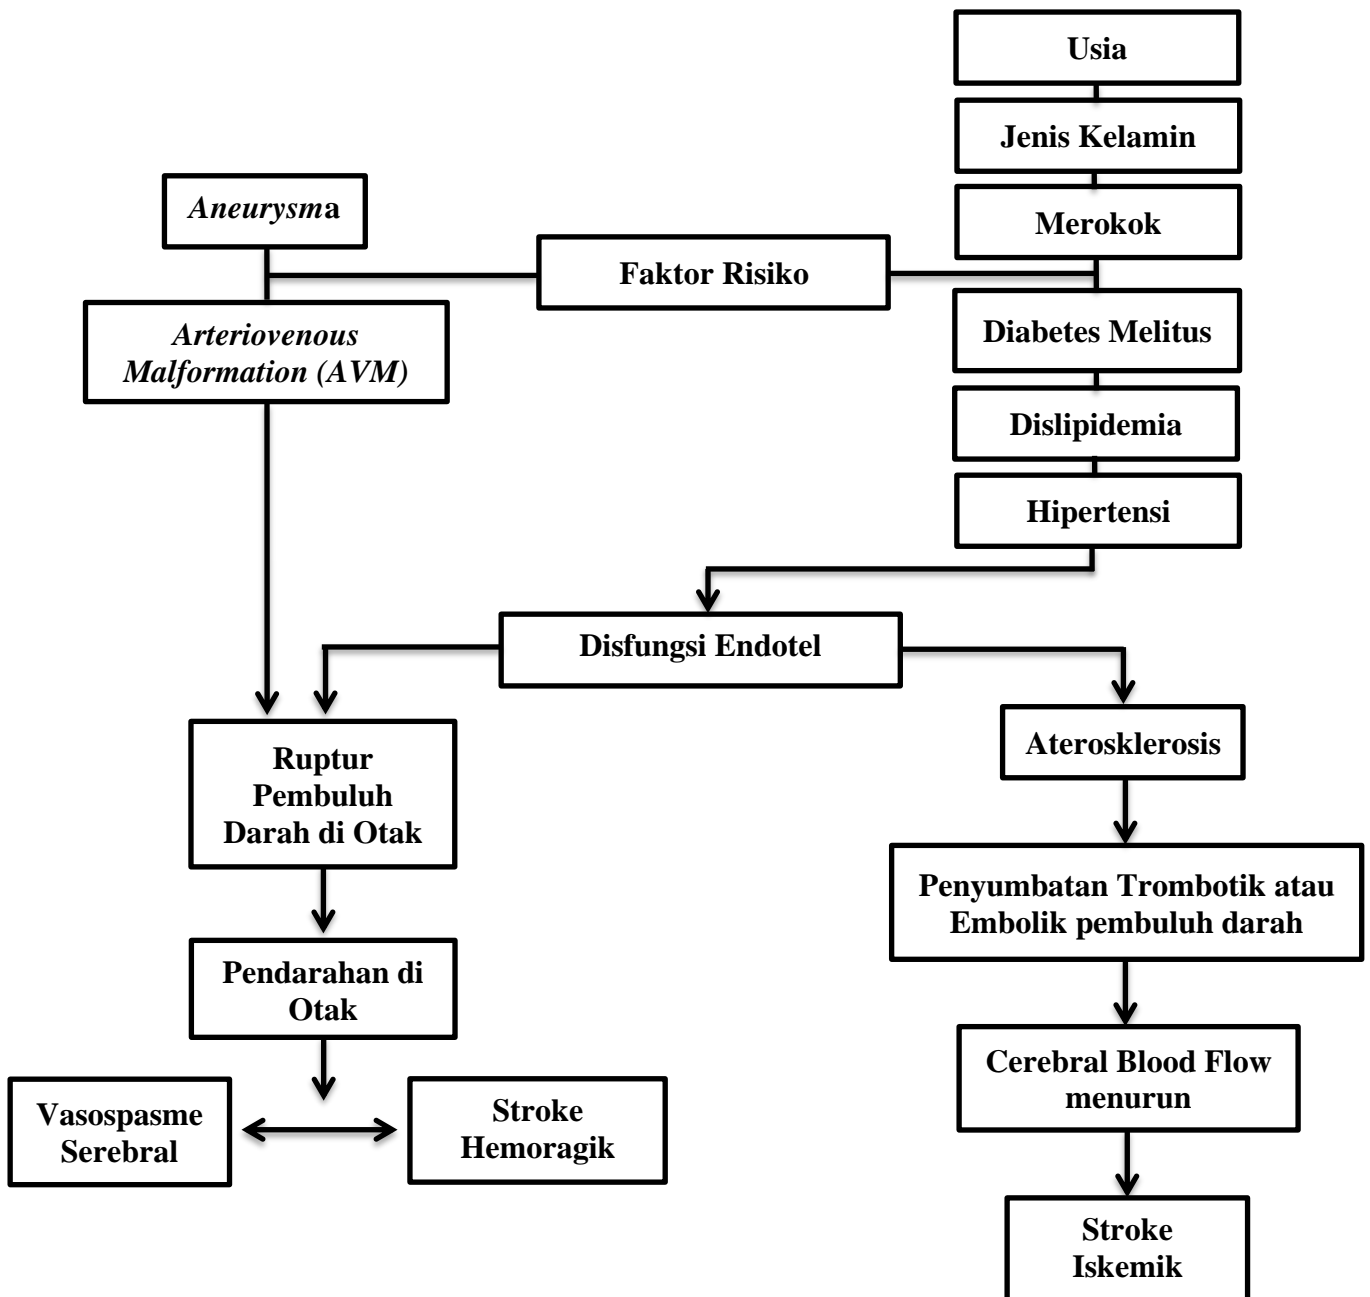 Usia
Jenis Kelamin
Aneurysma
Merokok
Faktor Risiko
Arteriovenous
Malformation (AVM)
Diabetes Melitus
Dislipidemia
Hipertensi
Disfungsi Endotel
Ruptur
Pembuluh
Darah di Otak
Aterosklerosis
Penyumbatan Trombotik atau
Embolik pembuluh darah
Pendarahan di
Otak
Cerebral Blood Flow
menurun
Vasospasme
Serebral
Stroke
Hemoragik
Stroke
Iskemik